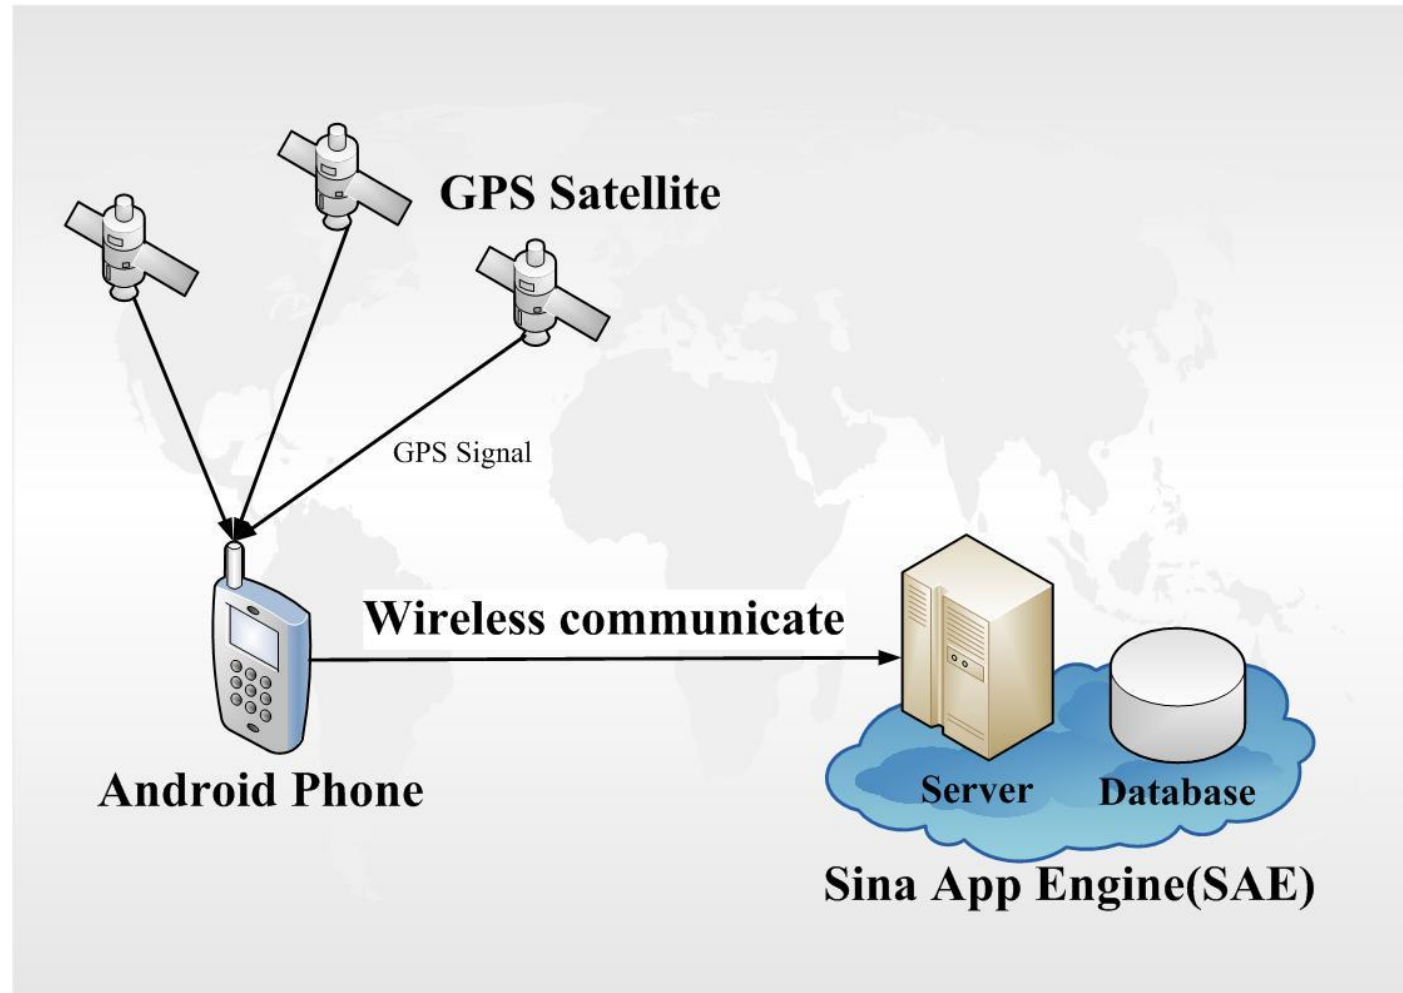 GPS Satellite
GPS Signal
Wireless communicate
Android Phone
Server
Database
Sina App Engine(SAE)